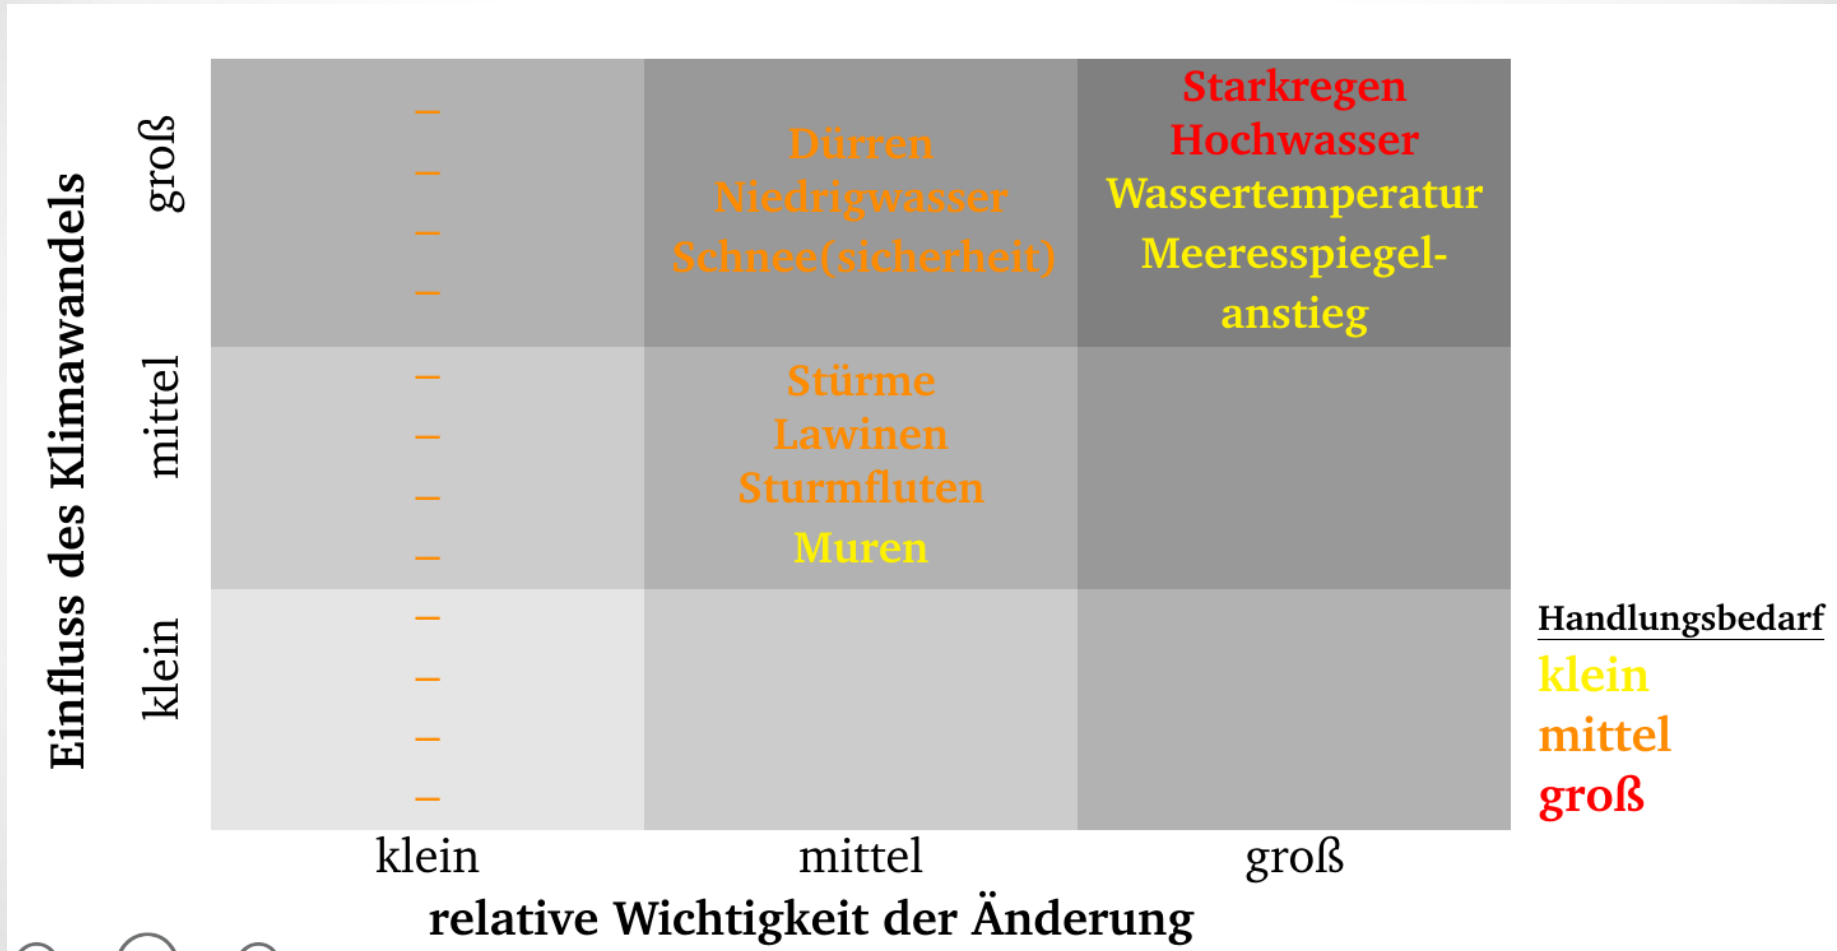 Einfluss des Klimawandels
groß
mittel
klein
–
–
–
–
–
–
–
–
–
–
–
–
Dürren
Niedrigwasser
Schnee(sicherheit)
Starkregen
Hochwasser
Wassertemperatur
Meeresspiegel-
anstieg
Stürme
Lawinen
Sturmfluten
Muren
klein
mittel
groß
relative Wichtigkeit der Änderung
Handlungsbedarf
klein
mittel
groß